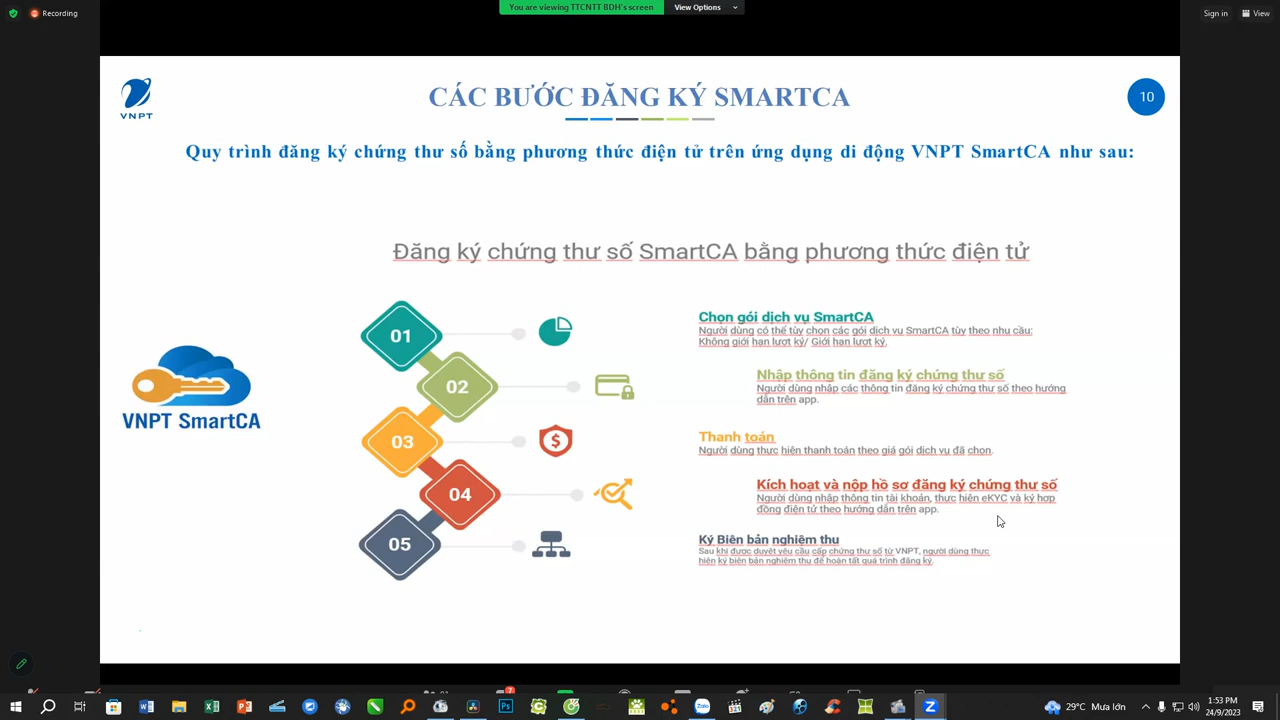 Recording
You are viewing TTCNTT BDH's screen
View Options
Sign in
View
VNPT
CÁC BƯỚC ĐĂNG KÝ SMARTCA
10
Quy trình đăng ký chứng thư số bằng phương thức điện tử trên ứng dụng di động VNPT SmartCA như sau:
Đăng ký chứng thư số SmartCA bằng phương thức điện tử
VNPT SmartCA
01
Chọn gói dịch vụ SmartCA
Người dùng có thể tùy chọn các gói dịch vụ SmartCA tùy theo nhu cầu:
Không giới hạn lượt ký/ Giới hạn lượt ký.
02
Nhập thông tin đăng ký chứng thư số
Người dùng nhập các thông tin đăng ký chứng thư số theo hướng
dẫn trên app.
03
Thanh toán
Người dùng thực hiện thanh toán theo giá gói dịch vụ đã chọn.
04
Kích hoạt và nộp hồ sơ đăng ký chứng thư số
Người dùng nhập thông tin tài khoản, thực hiện eKYC và ký hợp
đồng điện tử theo hướng dẫn trên app.
05
Ký Biên bản nghiệm thu
Sau khi được duyệt yêu cầu cấp chứng thư số từ VNPT, người dùng thực
hiện ký biên bản nghiệm thu để hoàn tất quá trình đăng ký.
29°C Mưa lớn
1:53 PM
24/9/2023